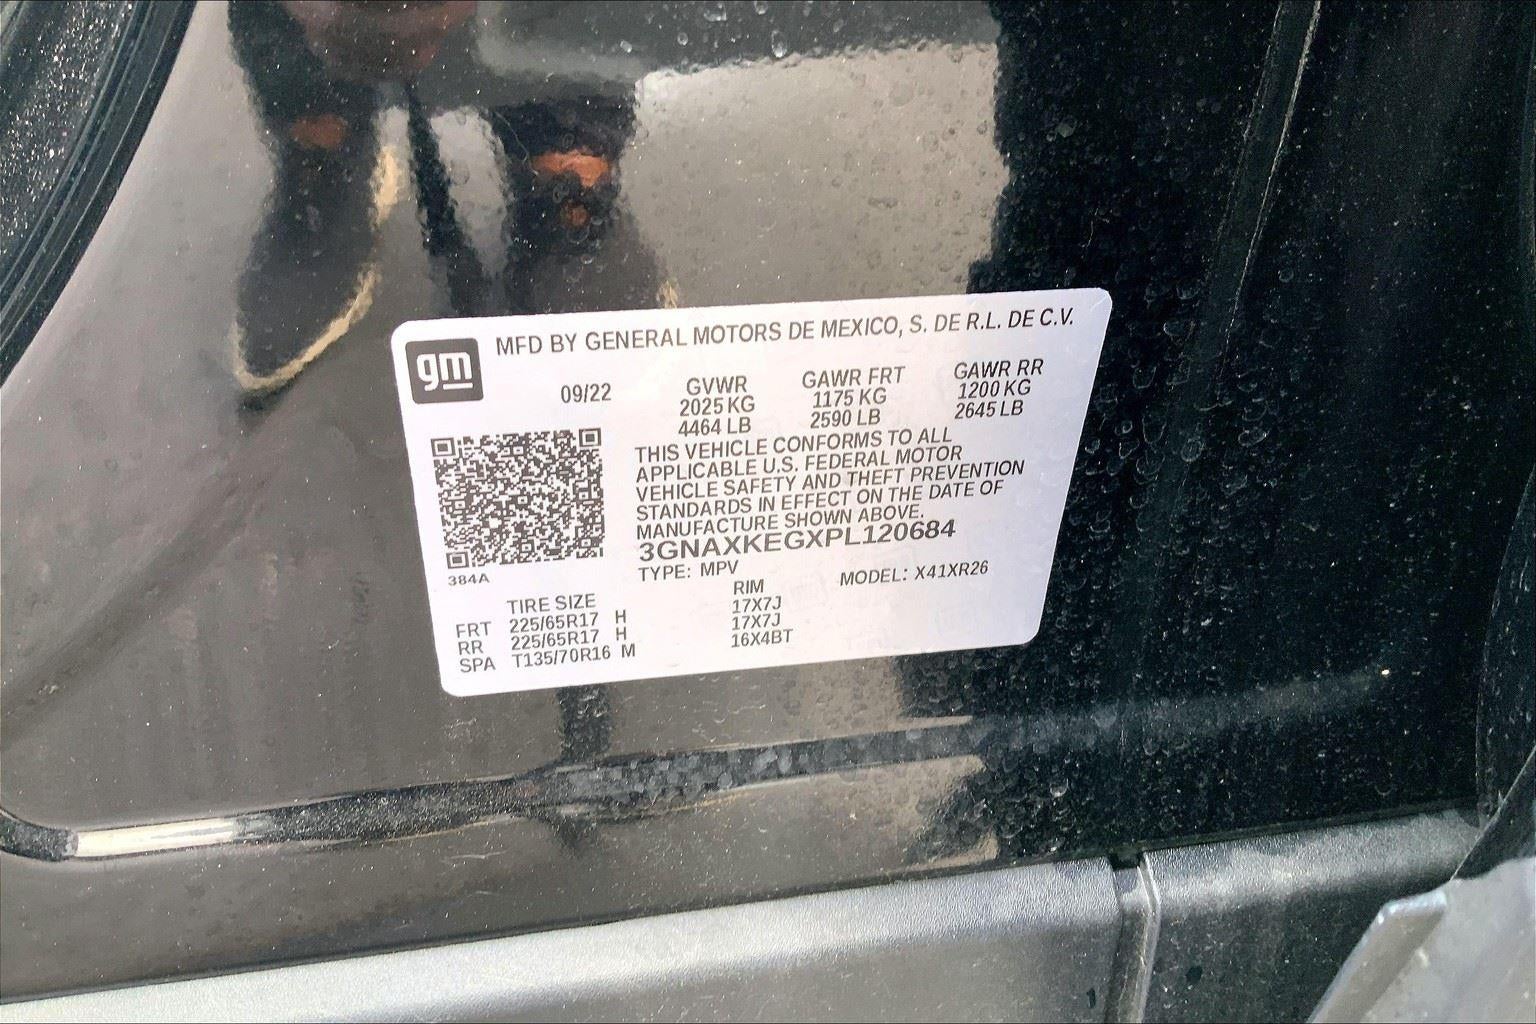 gm
MFD BY GENERAL MOTORS DE MEXICO, S. DE R.L. DE C.V.
09/22 GVWR GAWR FRT GAWR RR
2025 KG 1175 KG 1200 KG
4464 LB 2590 LB 2645 LB
THIS VEHICLE CONFORMS TO ALL
APPLICABLE U.S. FEDERAL MOTOR
VEHICLE SAFETY AND THEFT PREVENTION
STANDARDS IN EFFECT ON THE DATE OF
MANUFACTURE SHOWN ABOVE.
3GNAXKEGXPL120684
384A
TYPE: MPV MODEL: X41XR26
TIRE SIZE RIM
FRT 225/65R17 H 17X7J
RR 225/65R17 H 17X7J
SPA T135/70R16 M 16X4BT